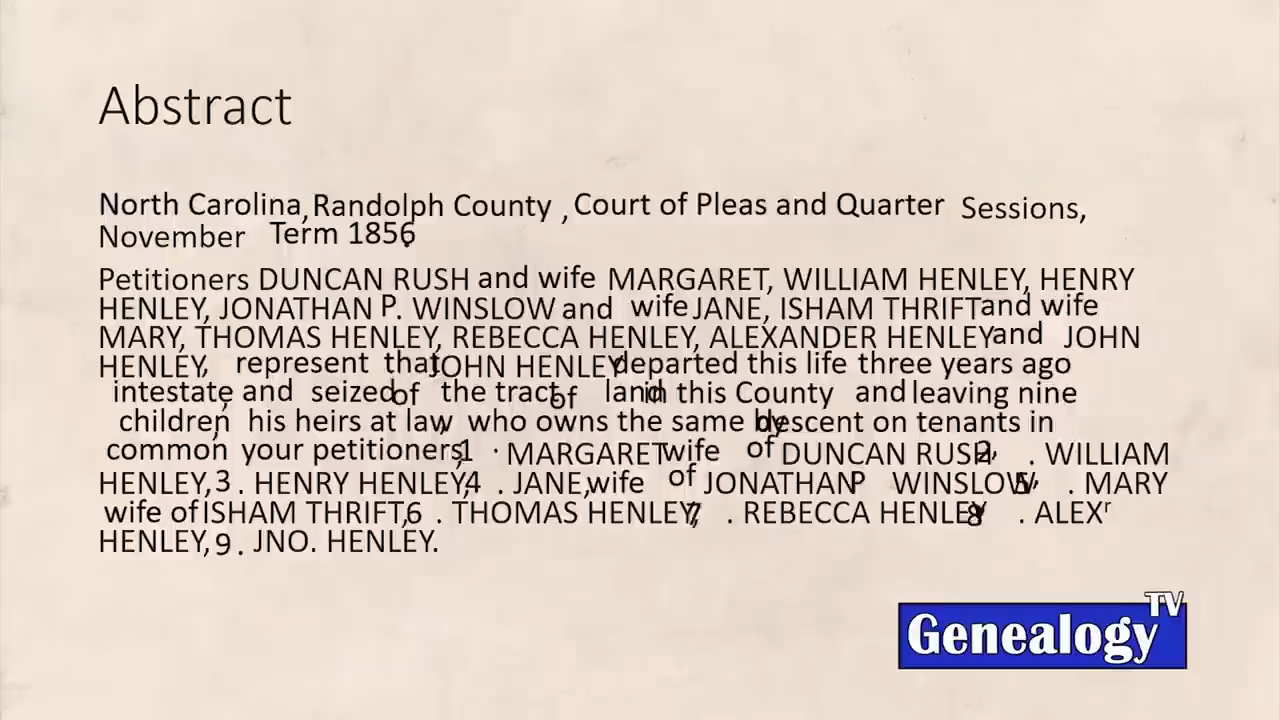 Abstract
North Carolina, Randolph County, Court of Pleas and Quarter Sessions,
November Term 1856.
Petitioners DUNCAN RUSH and wife MARGARET, WILLIAM HENLEY, HENRY
HENLEY, JONATHAN P. WINSLOW and wife JANE, ISHAM THRIFT and wife
MARY, THOMAS HENLEY, REBECCA HENLEY, ALEXANDER HENLEY and JOHN
HENLEY, represent that JOHN HENLEY departed this life three years ago
intestate, and seized of the tract of land in this County and leaving nine
children, his heirs at law, who owns the same by descent on tenants in
common your petitioners, 1. MARGARET wife of DUNCAN RUSH, 2. WILLIAM
HENLEY, 3. HENRY HENLEY, 4. JANE, wife of JONATHAN P WINSLOW, 5. MARY
wife of ISHAM THRIFT, 6. THOMAS HENLEY, 7. REBECCA HENLEY 8. ALEXʳ
HENLEY, 9. JNO. HENLEY.
Genealogy TV